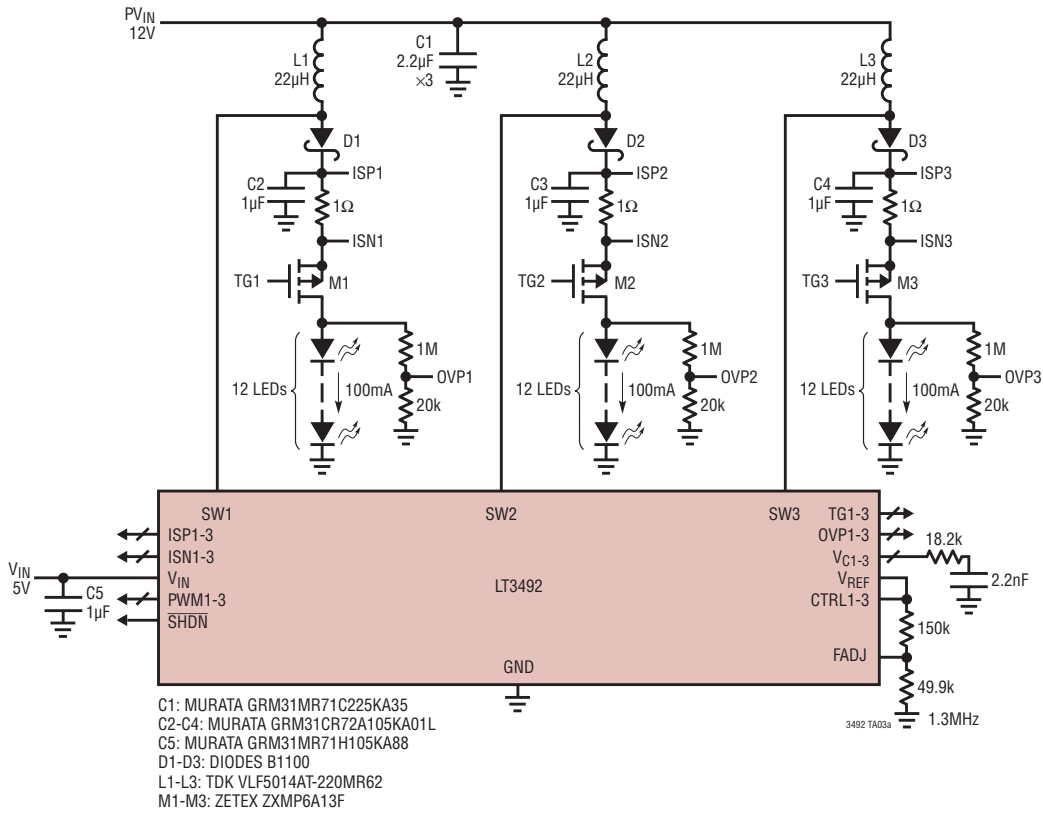 PVIN
12V
C1
2.2µF
×3
L1
22µH
L2
22µH
L3
22µH
D1
D2
D3
ISP1
ISP2
ISP3
C2
1µF
C3
1µF
C4
1µF
1Ω
1Ω
1Ω
ISN1
ISN2
ISN3
TG1
M1
TG2
M2
TG3
M3
1M
1M
1M
12 LEDs
100mA
OVP1
12 LEDs
100mA
OVP2
12 LEDs
100mA
OVP3
20k
20k
20k
SW1
SW2
SW3
TG1-3
ISP1-3
OVP1-3
ISN1-3
VC1-3
18.2k
2.2nF
VIN
5V
C5
1µF
VIN
LT3492
VREF
PWM1-3
CTRL1-3
SHDN
150k
FADJ
GND
49.9k
1.3MHz
3492 TA03a
C1: MURATA GRM31MR71C225KA35
C2-C4: MURATA GRM31CR72A105KA01L
C5: MURATA GRM31MR71H105KA88
D1-D3: DIODES B1100
L1-L3: TDK VLF5014AT-220MR62
M1-M3: ZETEX ZXMP6A13F